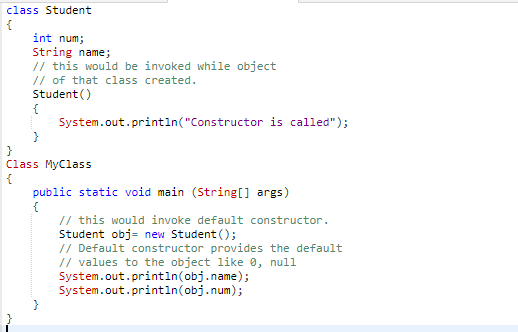 class Student
{
int num;
String name;
// this would be invoked while object
// of that class created.
Student()
{
System.out.println("Constructor is called");
}
}
Class MyClass
{
public static void main (String[] args)
{
// this would invoke default constructor.
Student obj= new Student();
// Default constructor provides the default
// values to the object like 0, null
System.out.println(obj.name);
System.out.println(obj.num);
}
}